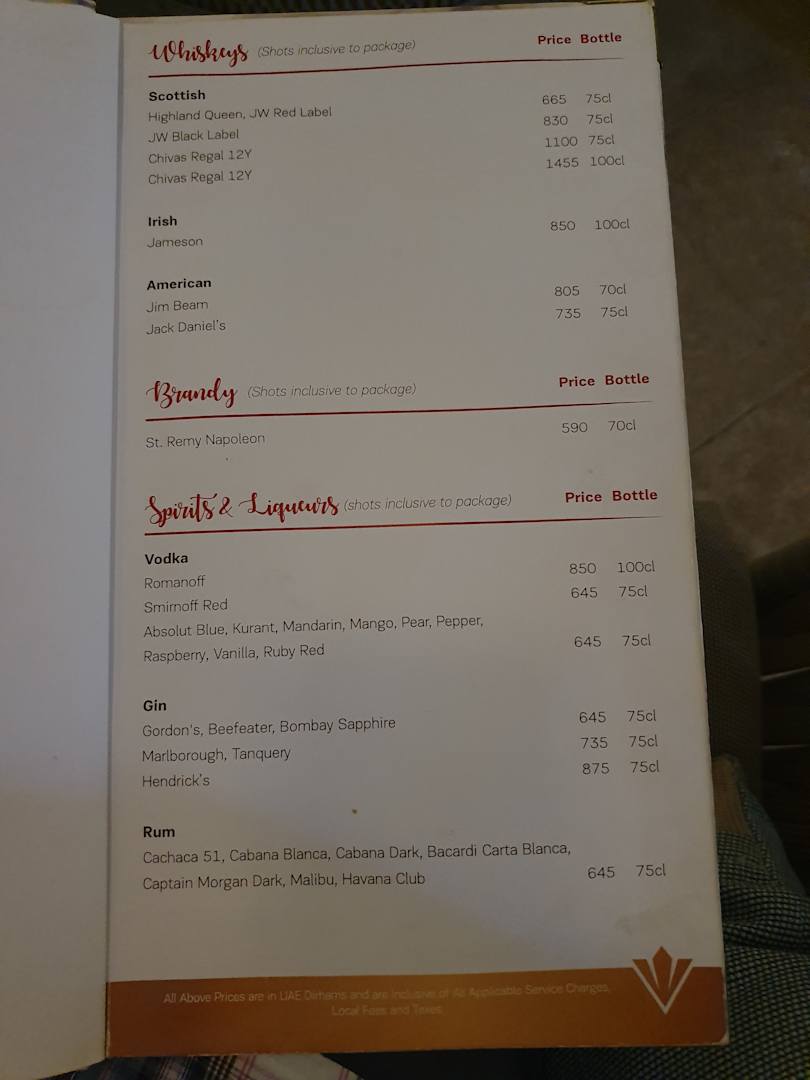 Whiskeys (Shots inclusive to package) Price Bottle
Scottish
Highland Queen, JW Red Label 665 75cl
JW Black Label 830 75cl
Chivas Regal 12Y 1100 75cl
Chivas Regal 12Y 1455 100cl
Irish
Jameson 850 100cl
American
Jim Beam 805 70cl
Jack Daniel's 735 75cl
Brandy (Shots inclusive to package) Price Bottle
St. Remy Napoleon 590 70cl
Spirits & Liqueurs (shots inclusive to package) Price Bottle
Vodka
Romanoff 850 100cl
Smirnoff Red 645 75cl
Absolut Blue, Kurant, Mandarin, Mango, Pear, Pepper,
Raspberry, Vanilla, Ruby Red 645 75cl
Gin
Gordon's, Beefeater, Bombay Sapphire 645 75cl
Marlborough, Tanquery 735 75cl
Hendrick's 875 75cl
Rum
Cachaca 51, Cabana Blanca, Cabana Dark, Bacardi Carta Blanca,
Captain Morgan Dark, Malibu, Havana Club 645 75cl
All Above Prices are in UAE Dirhams and are Inclusive of All Applicable Service Charges,
Local Fees and Taxes